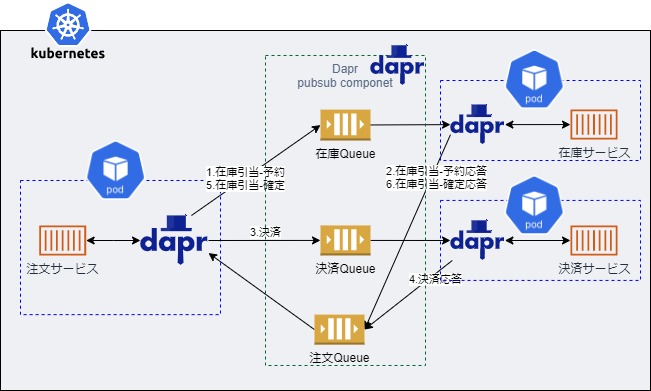 kubernetes
Dapr
pubsub componet
dapr
pod
dapr
在庫Queue
在庫サービス
1.在庫引当-予約
5.在庫引当-確定
2.在庫引当-予約応答
6.在庫引当-確定応答
pod
pod
dapr
注文サービス
3.決済
決済Queue
dapr
決済サービス
4.決済応答
注文Queue